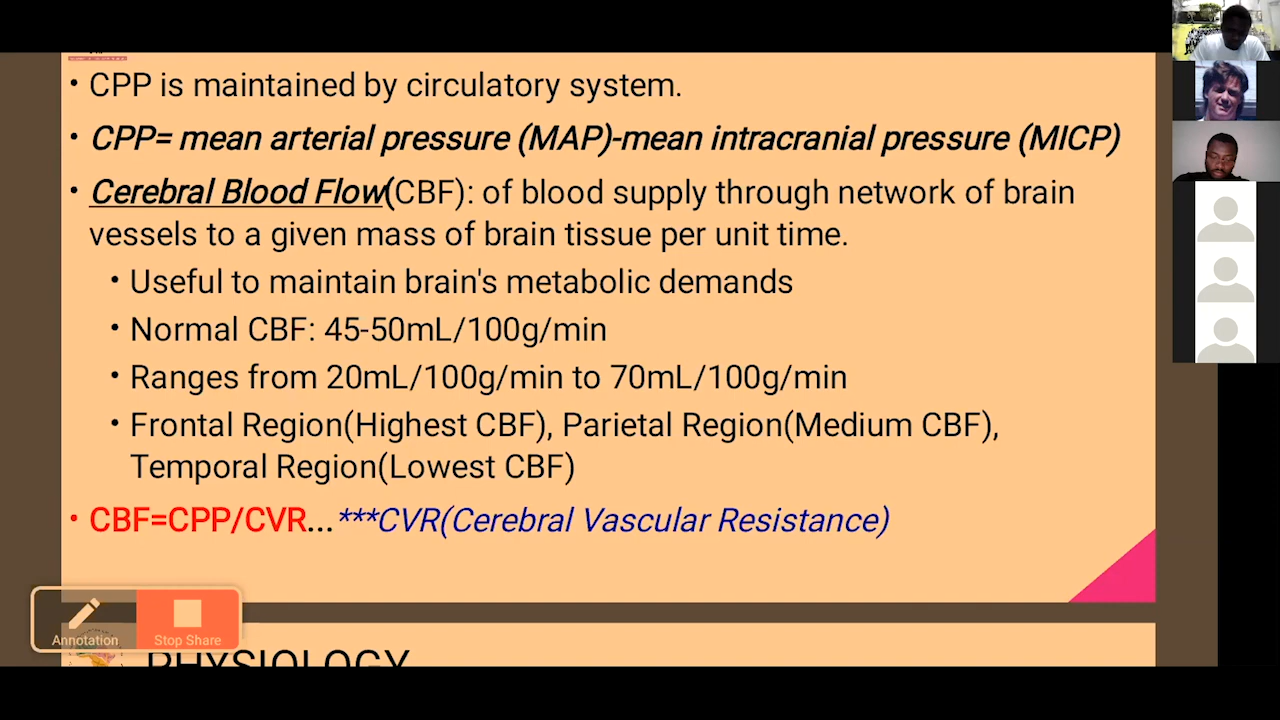 • CPP is maintained by circulatory system.
• CPP= mean arterial pressure (MAP)-mean intracranial pressure (MICP)
• Cerebral Blood Flow(CBF): of blood supply through network of brain
vessels to a given mass of brain tissue per unit time.
• Useful to maintain brain's metabolic demands
• Normal CBF: 45-50mL/100g/min
• Ranges from 20mL/100g/min to 70mL/100g/min
• Frontal Region(Highest CBF), Parietal Region(Medium CBF),
Temporal Region(Lowest CBF)
• CBF=CPP/CVR...***CVR(Cerebral Vascular Resistance)
Annotation
Stop Share
PHYSIOLOGY